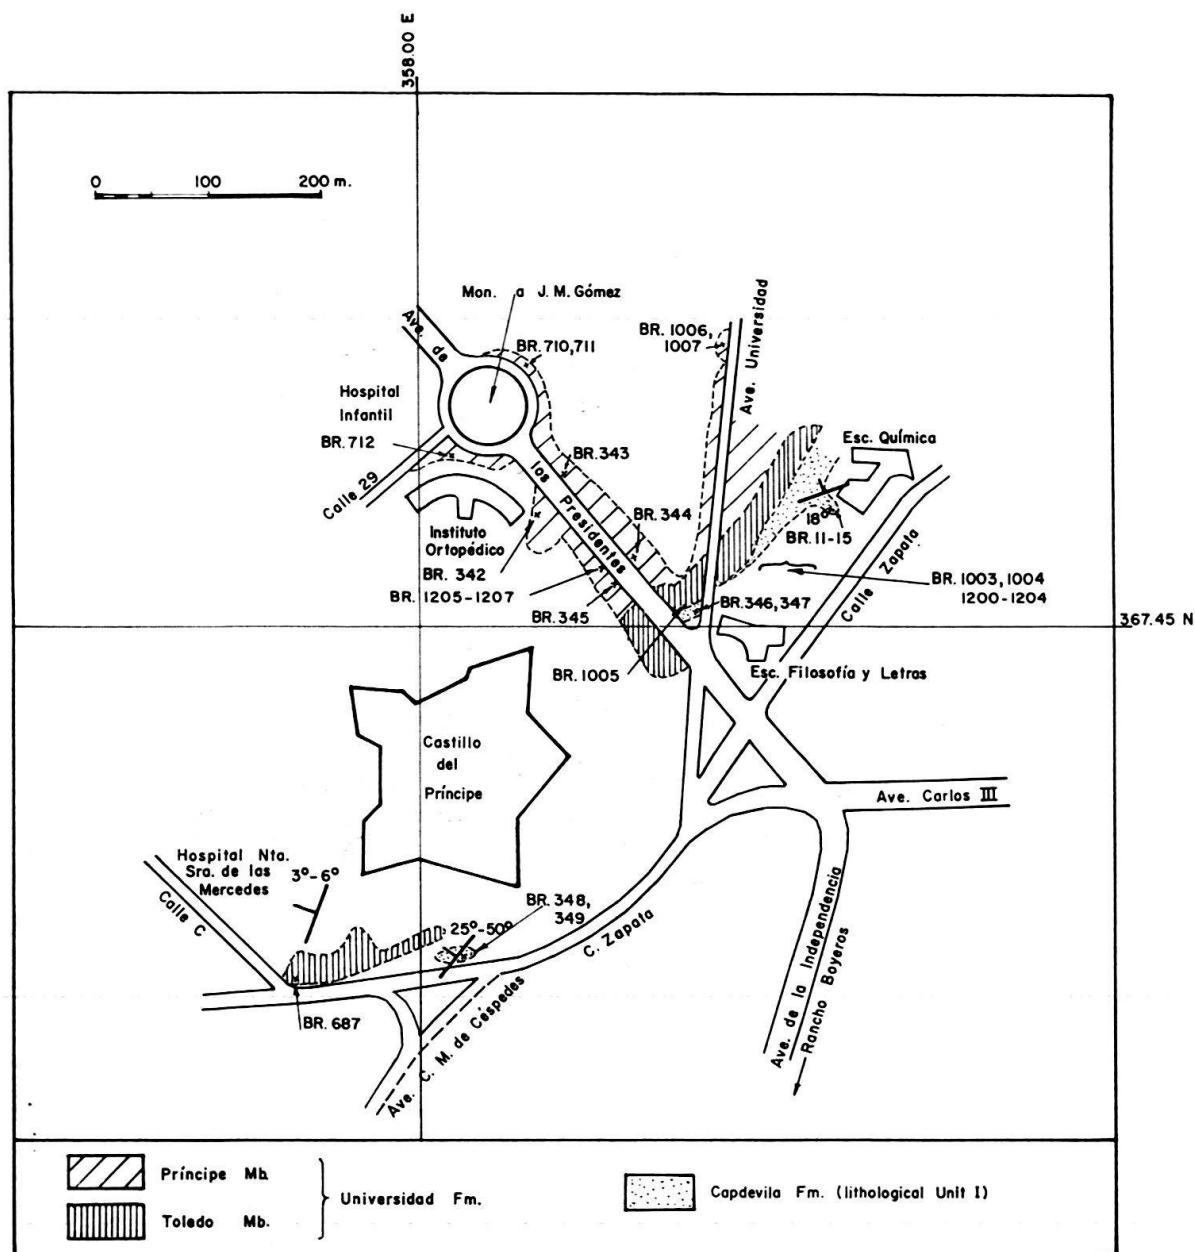 358.00 E
0 100 200 m.
Mon. a J. M. Gómez
Ave. de
los Presidentes
BR. 710, 711
BR. 1006,
1007
Ave. Universidad
Hospital
Infantil
BR. 712
Calle 29
BR. 343
Esc. Química
BR. 344
18°
BR. 11-15
Instituto
Ortopédico
BR. 342
BR. 1205-1207
BR. 345
BR. 346, 347
BR. 1003, 1004
1200-1204
Calle Zapata
367.45 N
BR. 1005
Esc. Filosofía y Letras
Castillo
del
Príncipe
Ave. Carlos III
Hospital Nta.
Sra. de las
Mercedes
3°-6°
Calle C
BR. 348,
349
25°-50°
C. Zapata
BR. 687
Ave. C. M. de Céspedes
Ave. de la Independencia
Rancho Boyeros
Príncipe Mb.
Toledo Mb.
Universidad Fm.
Capdevila Fm. (lithological Unit I)